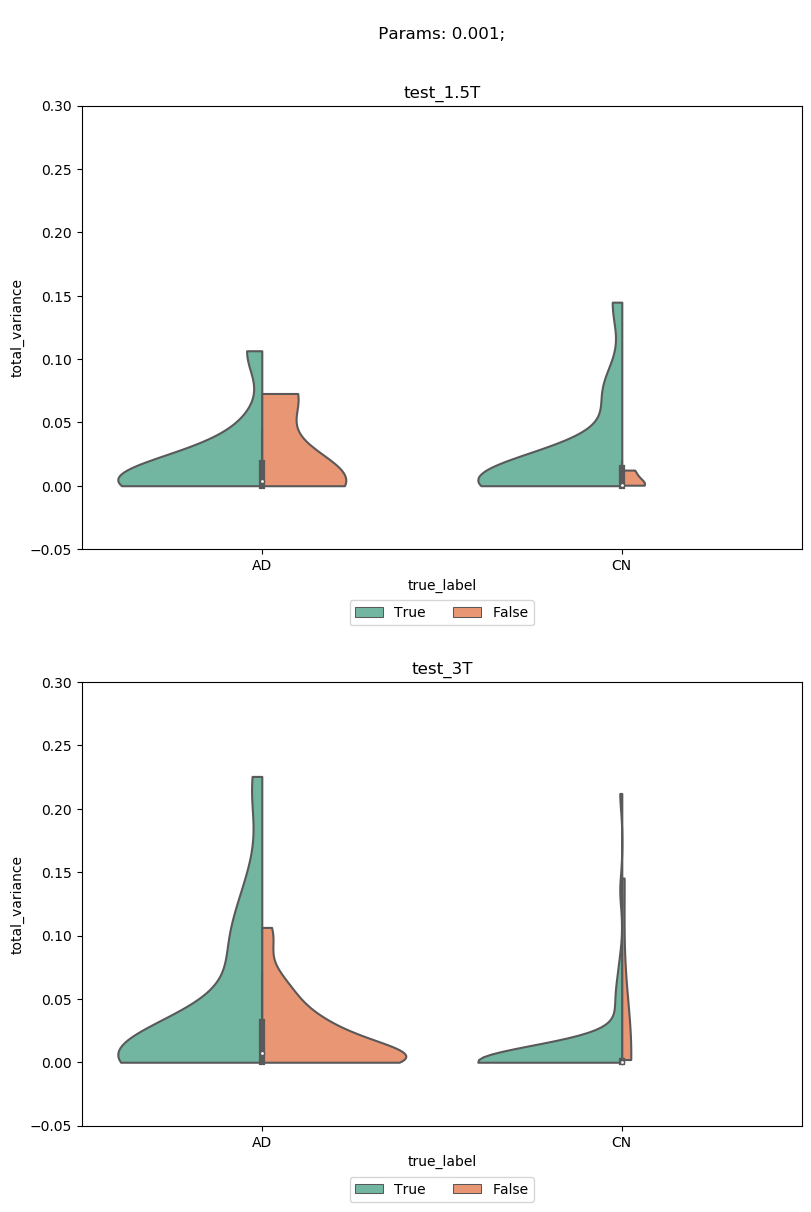 Params: 0.001;
test_1.5T
0.30
0.25
0.20
0.15
0.10
0.05
0.00
−0.05
total_variance
AD CN
true_label
True False
test_3T
0.30
0.25
0.20
0.15
0.10
0.05
0.00
−0.05
total_variance
AD CN
true_label
True False